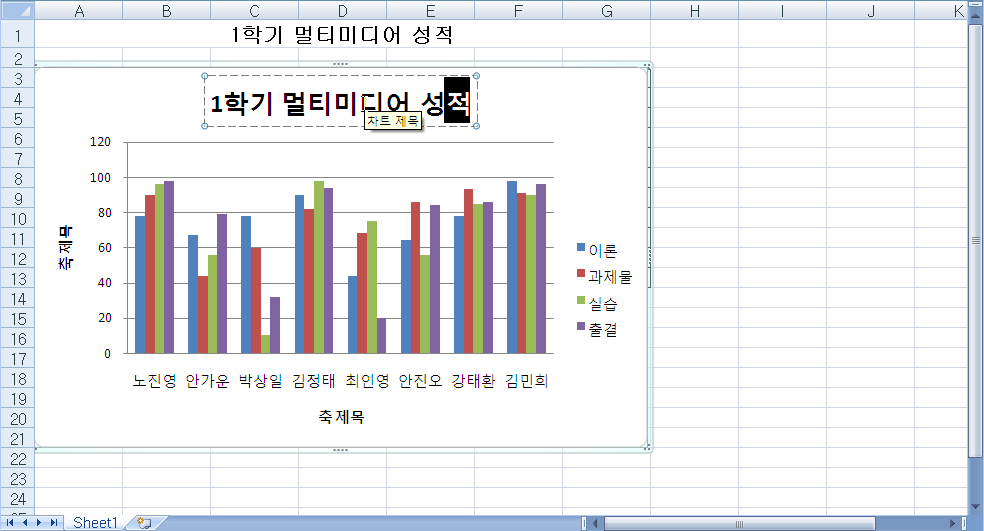 A B C D E F G H I J K
1 1학기 멀티미디어 성적
2
3
4 1학기 멀티미디어 성적
5 차트 제목
6 120
7
8 100
9
10 80
11 축 제목 이론
12 60
13 과제물
14 40 실습
15 20 출결
16
17 0
18 노진영 안가운 박상일 김정태 최인영 안진오 강태환 김민희
19
20 축 제목
21
22
23
24
Sheet1